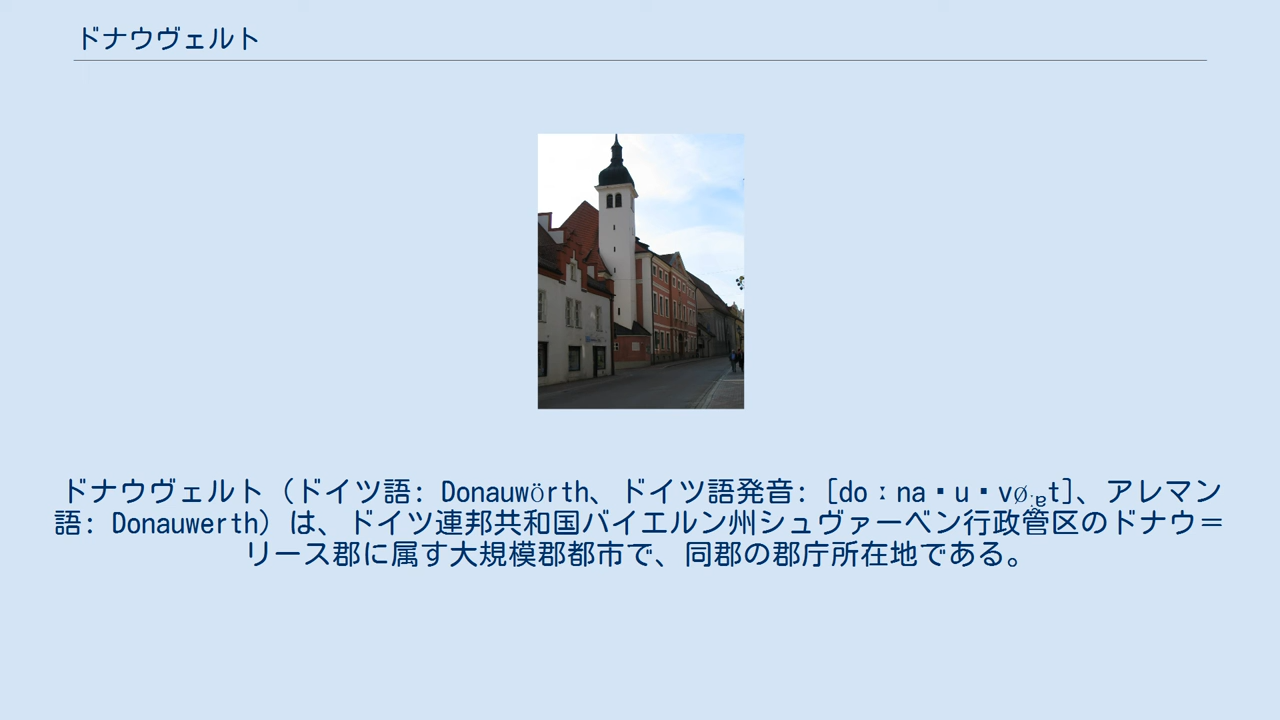 ドナウヴェルト
ドナウヴェルト（ドイツ語: Donauwörth、ドイツ語発音: [doːna·u·vø:ɐt]、アレマン
語: Donauwerth）は、ドイツ連邦共和国バイエルン州シュヴァーベン行政管区のドナウ＝
リース郡に属す大規模郡都市で、同郡の郡庁所在地である。